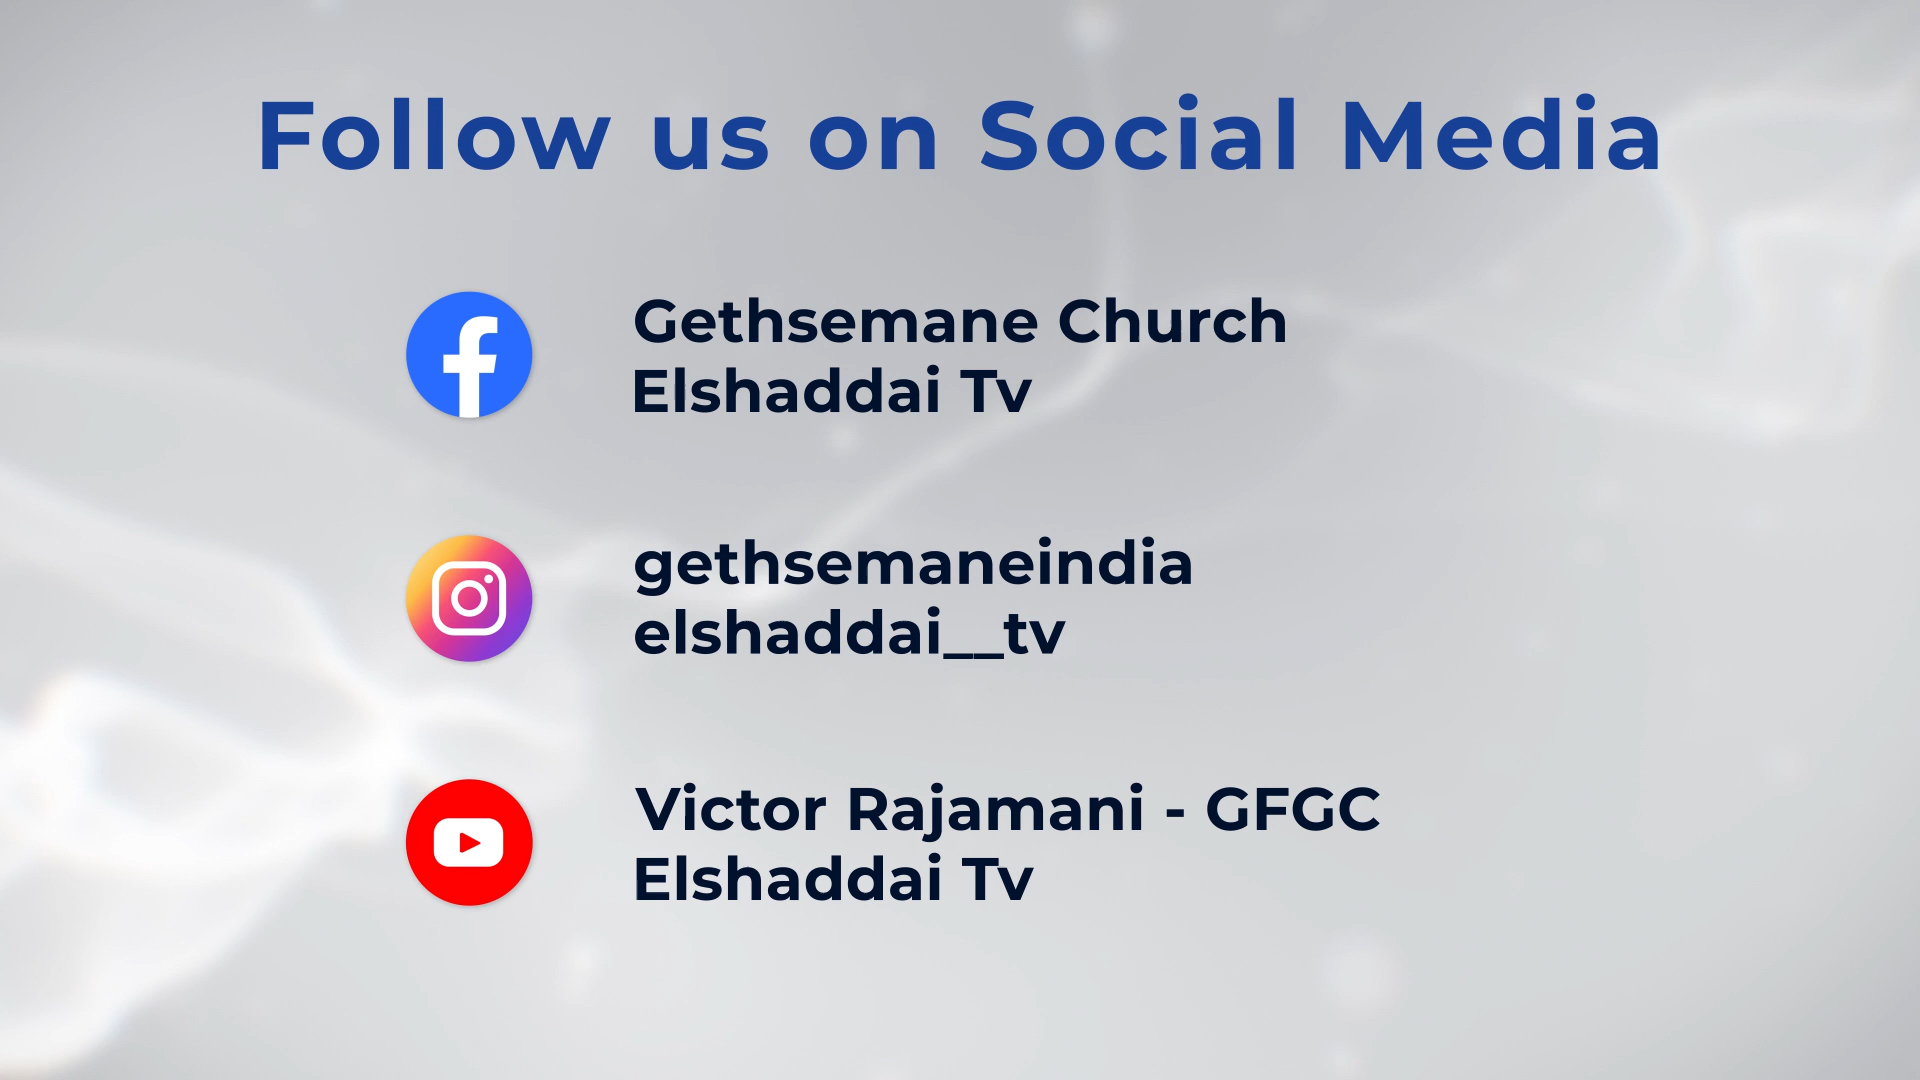 Follow us on Social Media
Gethsemane Church
Elshaddai Tv
gethsemaneindia
elshaddai__tv
Victor Rajamani - GFGC
Elshaddai Tv